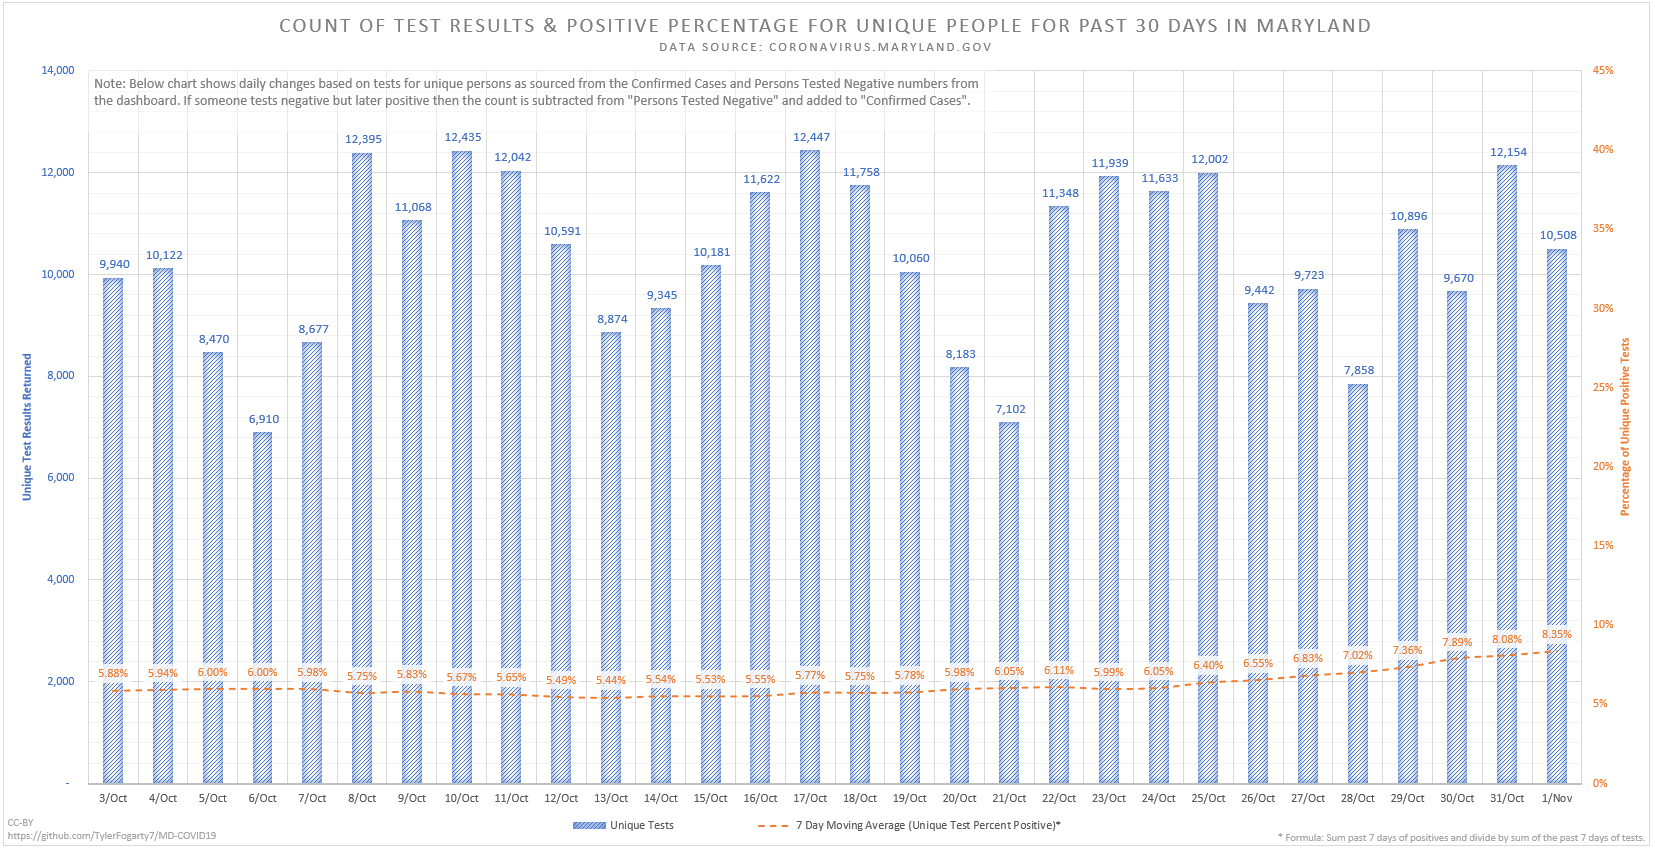 COUNT OF TEST RESULTS & POSITIVE PERCENTAGE FOR UNIQUE PEOPLE FOR PAST 30 DAYS IN MARYLAND
DATA SOURCE: CORONAVIRUS.MARYLAND.GOV
Note: Below chart shows daily changes based on tests for unique persons as sourced from the Confirmed Cases and Persons Tested Negative numbers from
the dashboard. If someone tests negative but later positive then the count is subtracted from "Persons Tested Negative" and added to "Confirmed Cases".
Unique Test Results Returned
14,000
12,000
10,000
8,000
6,000
4,000
2,000
-
9,940
10,122
8,470
6,910
8,677
12,395
11,068
12,435
12,042
10,591
8,874
9,345
10,181
11,622
12,447
11,758
10,060
8,183
7,102
11,348
11,939
11,633
12,002
9,442
9,723
7,858
10,896
9,670
12,154
10,508
5.88%
5.94%
6.00%
6.00%
5.98%
5.75%
5.83%
5.67%
5.65%
5.49%
5.44%
5.54%
5.53%
5.55%
5.77%
5.75%
5.78%
5.98%
6.05%
6.11%
5.99%
6.05%
6.40%
6.55%
6.83%
7.02%
7.36%
7.89%
8.08%
8.35%
45%
40%
35%
30%
25%
20%
15%
10%
5%
0%
Percentage of Unique Positive Tests
3/Oct
4/Oct
5/Oct
6/Oct
7/Oct
8/Oct
9/Oct
10/Oct
11/Oct
12/Oct
13/Oct
14/Oct
15/Oct
16/Oct
17/Oct
18/Oct
19/Oct
20/Oct
21/Oct
22/Oct
23/Oct
24/Oct
25/Oct
26/Oct
27/Oct
28/Oct
29/Oct
30/Oct
31/Oct
1/Nov
Unique Tests
7 Day Moving Average (Unique Test Percent Positive)*
CC-BY
https://github.com/TylerFogarty7/MD-COVID19
* Formula: Sum past 7 days of positives and divide by sum of the past 7 days of tests.